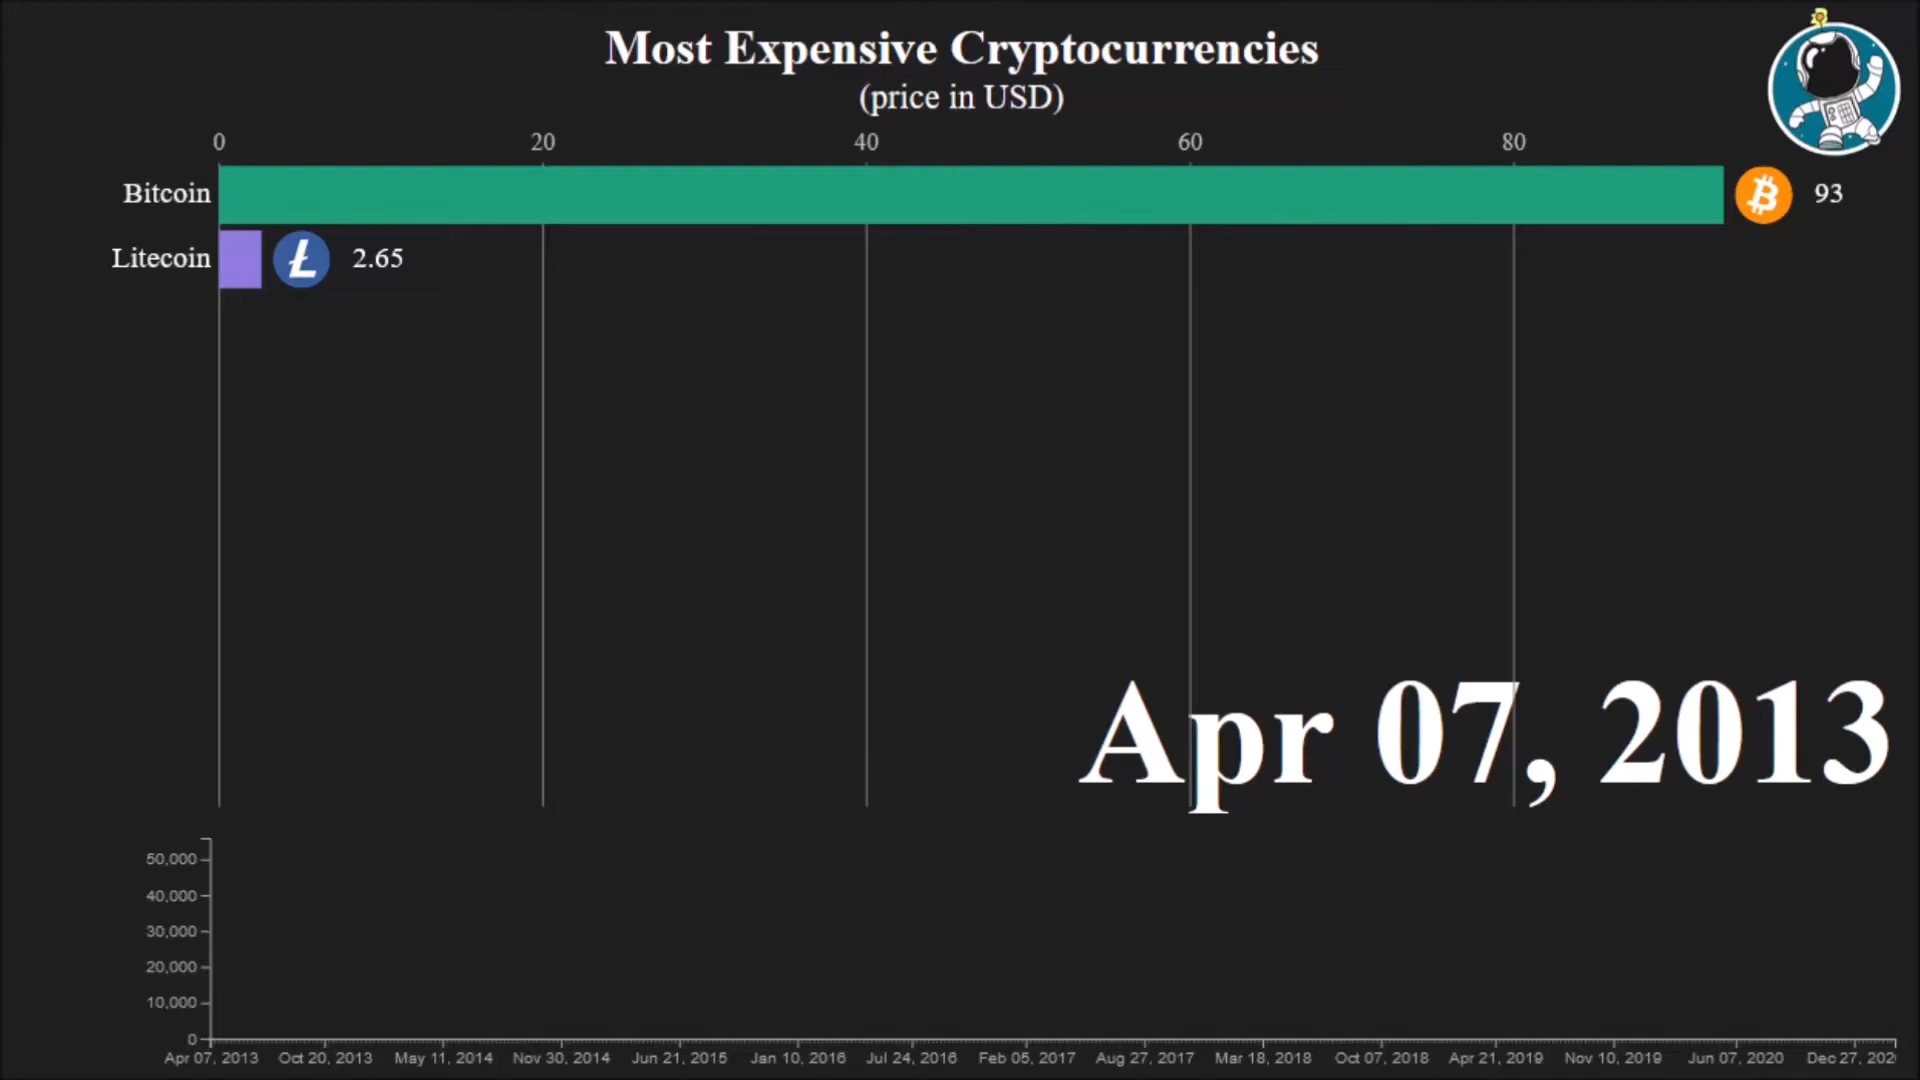 Most Expensive Cryptocurrencies
(price in USD)
0 20 40 60 80
Bitcoin 93
Litecoin 2.65
Apr 07, 2013
50,000
40,000
30,000
20,000
10,000
0
Apr 07, 2013 Oct 20, 2013 May 11, 2014 Nov 30, 2014 Jun 21, 2015 Jan 10, 2016 Jul 24, 2016 Feb 05, 2017 Aug 27, 2017 Mar 18, 2018 Oct 07, 2018 Apr 21, 2019 Nov 10, 2019 Jun 07, 2020 Dec 27, 202